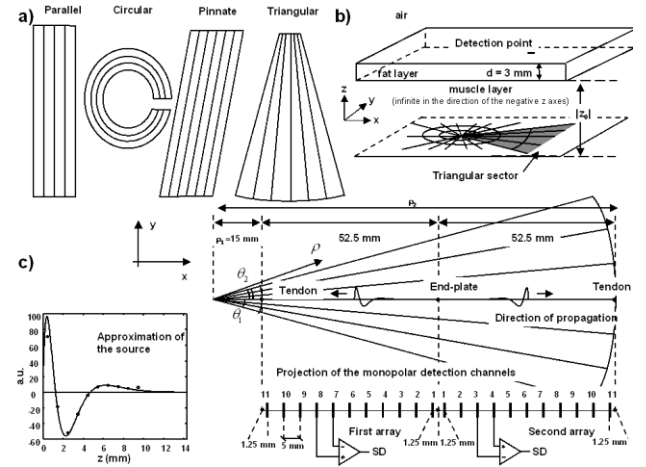 a)
Parallel Circular Pinnate Triangular
b)
air
Detection point
fat layer
d = 3 mm
muscle layer
(infinite in the direction of the negative z axes)
z
y
x
|z₀|
Triangular sector
y
x
c)
ρ₂
ρ₁=15 mm 52.5 mm 52.5 mm
ρ
θ₂
θ₁
Tendon End-plate Tendon
Direction of propagation
Approximation of
the source
a.u.
100
80
60
40
20
0
-20
-40
-60
0 2 4 6 8 10 12 14
z (mm)
Projection of the monopolar detection channels
11 10 9 8 7 6 5 4 3 2 1 1 2 3 4 5 6 7 8 9 10 11
1.25 mm 5 mm First array 1.25 mm 1.25 mm Second array 1.25 mm
SD SD